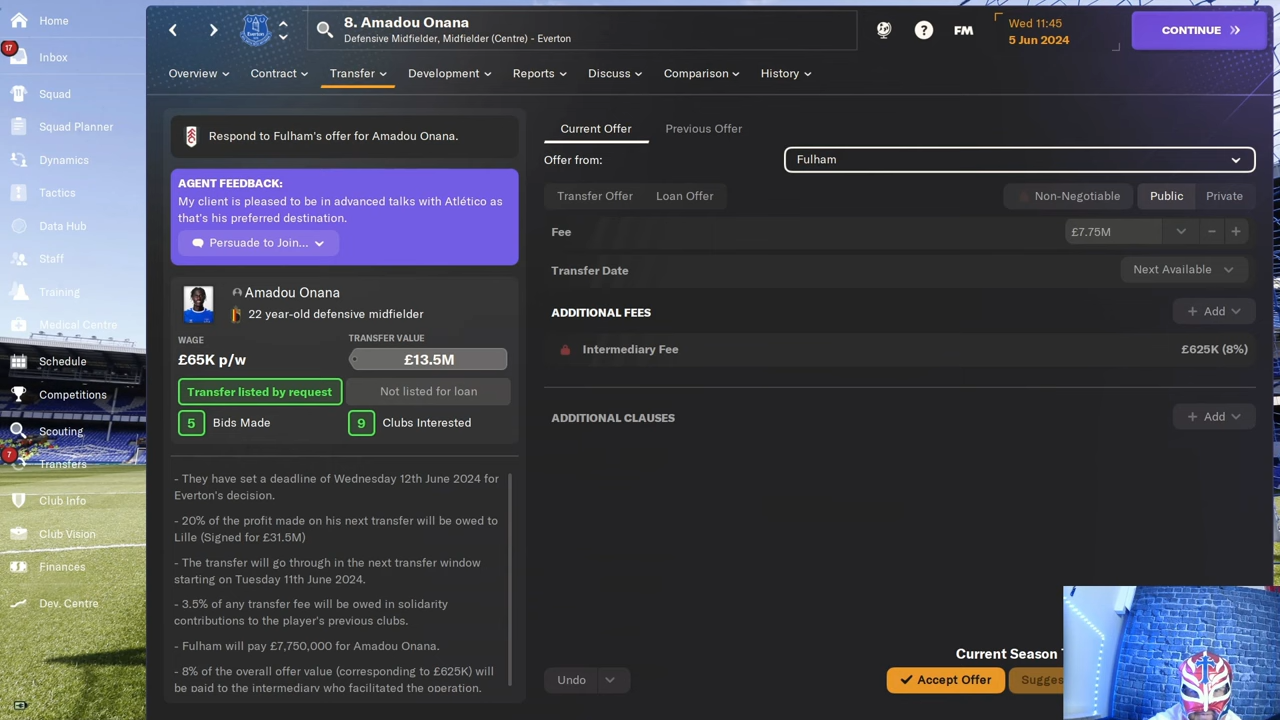 Home
17
Inbox
Squad
Squad Planner
Dynamics
Tactics
Data Hub
Staff
Training
Medical Centre
Schedule
Competitions
Scouting
7
Transfers
Club Info
Club Vision
Finances
Dev. Centre
Everton
8. Amadou Onana
Defensive Midfielder, Midfielder (Centre) - Everton
?
FM
Wed 11:45
5 Jun 2024
CONTINUE
Overview
Contract
Transfer
Development
Reports
Discuss
Comparison
History
Respond to Fulham's offer for Amadou Onana.
AGENT FEEDBACK:
My client is pleased to be in advanced talks with Atlético as
that's his preferred destination.
Persuade to Join...
Amadou Onana
22 year-old defensive midfielder
WAGE
£65K p/w
TRANSFER VALUE
£13.5M
Transfer listed by request
Not listed for loan
5 Bids Made
9 Clubs Interested
- They have set a deadline of Wednesday 12th June 2024 for
Everton's decision.
- 20% of the profit made on his next transfer will be owed to
Lille (Signed for £31.5M)
- The transfer will go through in the next transfer window
starting on Tuesday 11th June 2024.
- 3.5% of any transfer fee will be owed in solidarity
contributions to the player's previous clubs.
- Fulham will pay £7,750,000 for Amadou Onana.
- 8% of the overall offer value (corresponding to £625K) will
be paid to the intermediary who facilitated the operation.
Current Offer
Previous Offer
Offer from:
Fulham
Transfer Offer
Loan Offer
Non-Negotiable
Public
Private
Fee
£7.75M
Transfer Date
Next Available
ADDITIONAL FEES
+ Add
Intermediary Fee
£625K (8%)
ADDITIONAL CLAUSES
+ Add
Undo
Current Season
Accept Offer
Sugges